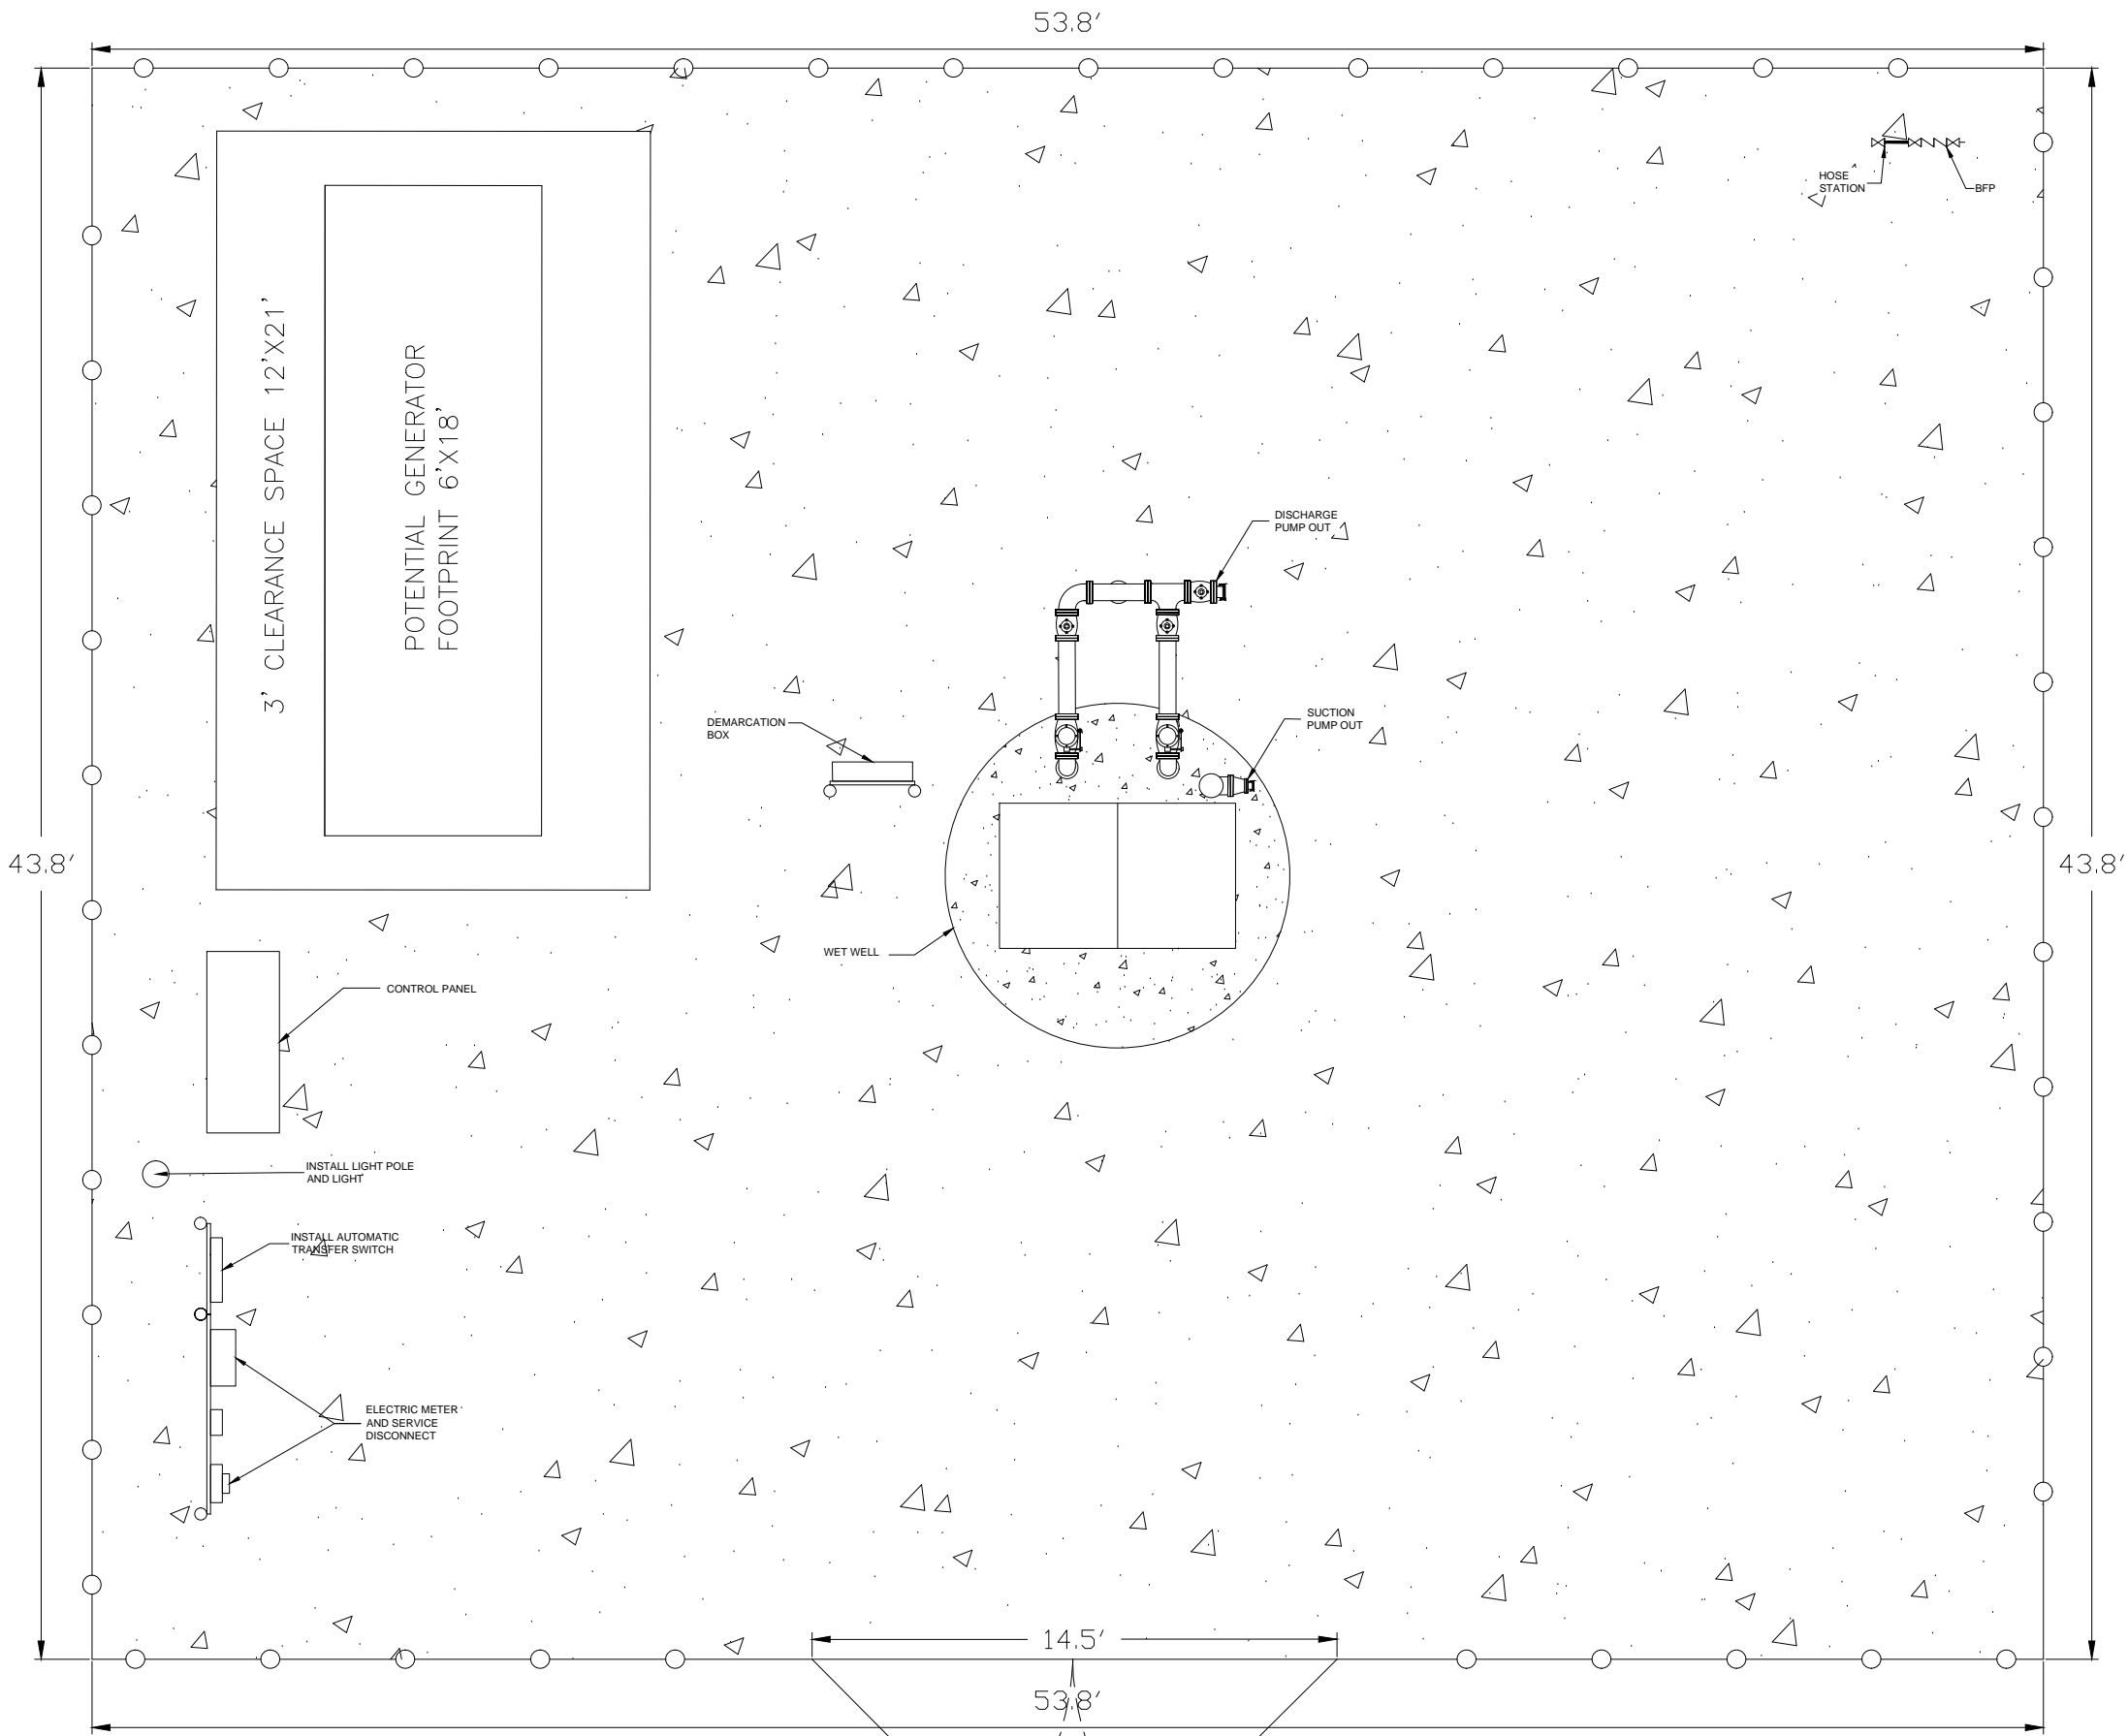 53.8'
HOSE
STATION
BFP
3' CLEARANCE SPACE 12'X21'
POTENTIAL GENERATOR
FOOTPRINT 6'X18'
DISCHARGE
PUMP OUT
SUCTION
PUMP OUT
DEMARCATION
BOX
43.8'
43.8'
WET WELL
CONTROL PANEL
INSTALL LIGHT POLE
AND LIGHT
INSTALL AUTOMATIC
TRANSFER SWITCH
ELECTRIC METER
AND SERVICE
DISCONNECT
14.5'
53.8'